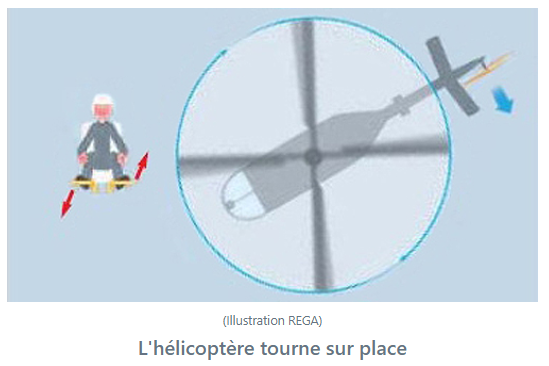 (Illustration REGA)
L'hélicoptère tourne sur place